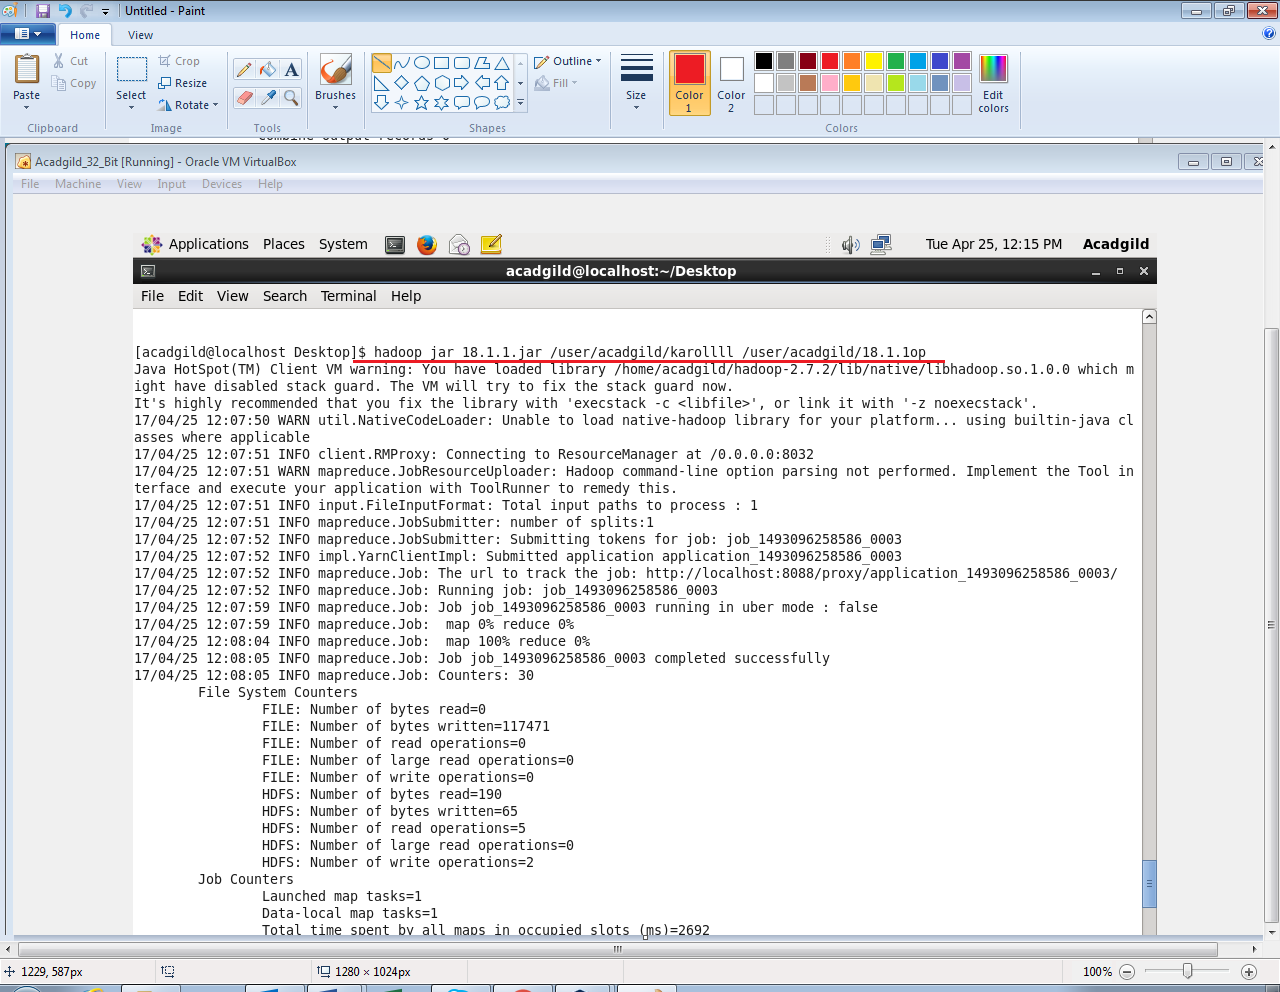 Untitled - Paint
Home
View
Paste
Cut
Copy
Clipboard
Select
Crop
Resize
Rotate
Image
A
Tools
Brushes
Shapes
Outline
Fill
Size
Color 1
Color 2
Edit colors
Colors
Combine output records=0
Acadgild_32_Bit [Running] - Oracle VM VirtualBox
File Machine View Input Devices Help
Applications Places System Tue Apr 25, 12:15 PM Acadgild
acadgild@localhost:~/Desktop
File Edit View Search Terminal Help
[acadgild@localhost Desktop]$ hadoop jar 18.1.1.jar /user/acadgild/karollll /user/acadgild/18.1.1op
Java HotSpot(TM) Client VM warning: You have loaded library /home/acadgild/hadoop-2.7.2/lib/native/libhadoop.so.1.0.0 which m
ight have disabled stack guard. The VM will try to fix the stack guard now.
It's highly recommended that you fix the library with 'execstack -c <libfile>', or link it with '-z noexecstack'.
17/04/25 12:07:50 WARN util.NativeCodeLoader: Unable to load native-hadoop library for your platform... using builtin-java cl
asses where applicable
17/04/25 12:07:51 INFO client.RMProxy: Connecting to ResourceManager at /0.0.0.0:8032
17/04/25 12:07:51 WARN mapreduce.JobResourceUploader: Hadoop command-line option parsing not performed. Implement the Tool in
terface and execute your application with ToolRunner to remedy this.
17/04/25 12:07:51 INFO input.FileInputFormat: Total input paths to process : 1
17/04/25 12:07:51 INFO mapreduce.JobSubmitter: number of splits:1
17/04/25 12:07:52 INFO mapreduce.JobSubmitter: Submitting tokens for job: job_1493096258586_0003
17/04/25 12:07:52 INFO impl.YarnClientImpl: Submitted application application_1493096258586_0003
17/04/25 12:07:52 INFO mapreduce.Job: The url to track the job: http://localhost:8088/proxy/application_1493096258586_0003/
17/04/25 12:07:52 INFO mapreduce.Job: Running job: job_1493096258586_0003
17/04/25 12:07:59 INFO mapreduce.Job: Job job_1493096258586_0003 running in uber mode : false
17/04/25 12:07:59 INFO mapreduce.Job:  map 0% reduce 0%
17/04/25 12:08:04 INFO mapreduce.Job:  map 100% reduce 0%
17/04/25 12:08:05 INFO mapreduce.Job: Job job_1493096258586_0003 completed successfully
17/04/25 12:08:05 INFO mapreduce.Job: Counters: 30
File System Counters
FILE: Number of bytes read=0
FILE: Number of bytes written=117471
FILE: Number of read operations=0
FILE: Number of large read operations=0
FILE: Number of write operations=0
HDFS: Number of bytes read=190
HDFS: Number of bytes written=65
HDFS: Number of read operations=5
HDFS: Number of large read operations=0
HDFS: Number of write operations=2
Job Counters
Launched map tasks=1
Data-local map tasks=1
Total time spent by all maps in occupied slots (ms)=2692
1229, 587px
1280 × 1024px
100%